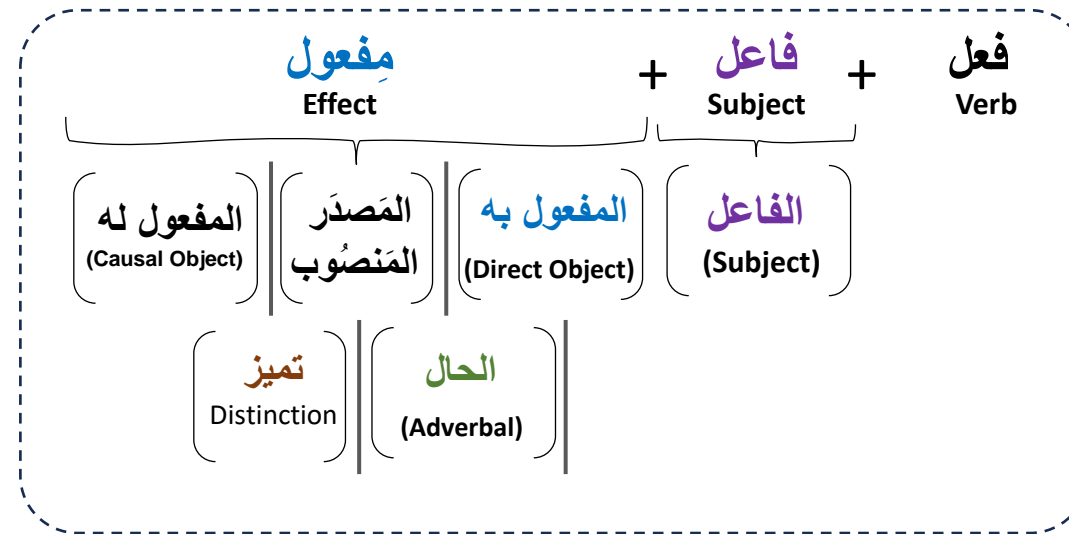 فعل + فاعل + مِفعول
Verb Subject Effect
الفاعل
(Subject)
المفعول به
(Direct Object)
المَصدَر
المَنصُوب
المفعول له
(Causal Object)
الحال
(Adverbal)
تميز
Distinction